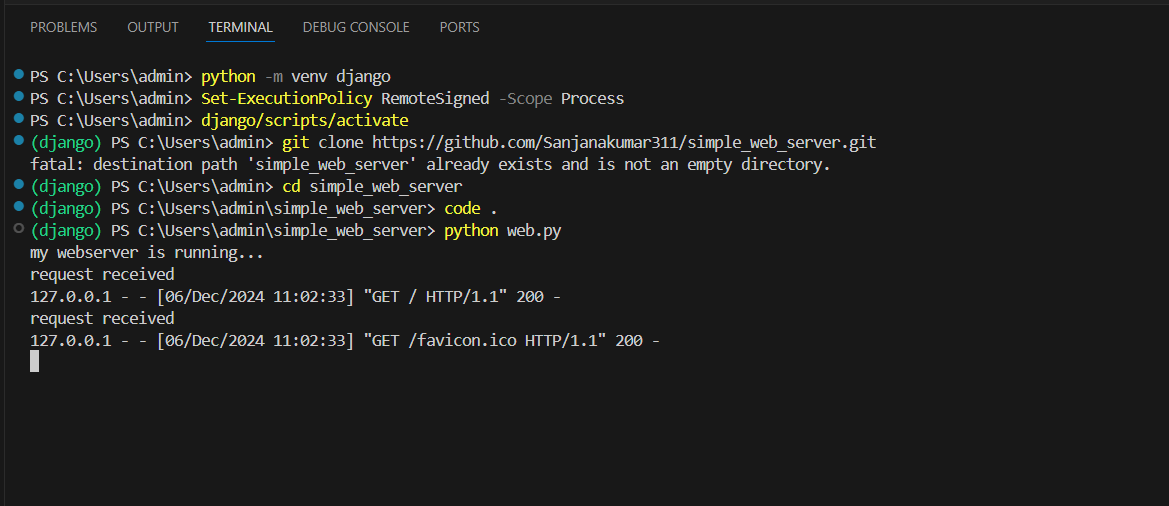 PROBLEMS OUTPUT TERMINAL DEBUG CONSOLE PORTS
PS C:\Users\admin> python -m venv django
PS C:\Users\admin> Set-ExecutionPolicy RemoteSigned -Scope Process
PS C:\Users\admin> django/scripts/activate
(django) PS C:\Users\admin> git clone https://github.com/Sanjanakumar311/simple_web_server.git
fatal: destination path 'simple_web_server' already exists and is not an empty directory.
(django) PS C:\Users\admin> cd simple_web_server
(django) PS C:\Users\admin\simple_web_server> code .
(django) PS C:\Users\admin\simple_web_server> python web.py
my webserver is running...
request received
127.0.0.1 - - [06/Dec/2024 11:02:33] "GET / HTTP/1.1" 200 -
request received
127.0.0.1 - - [06/Dec/2024 11:02:33] "GET /favicon.ico HTTP/1.1" 200 -